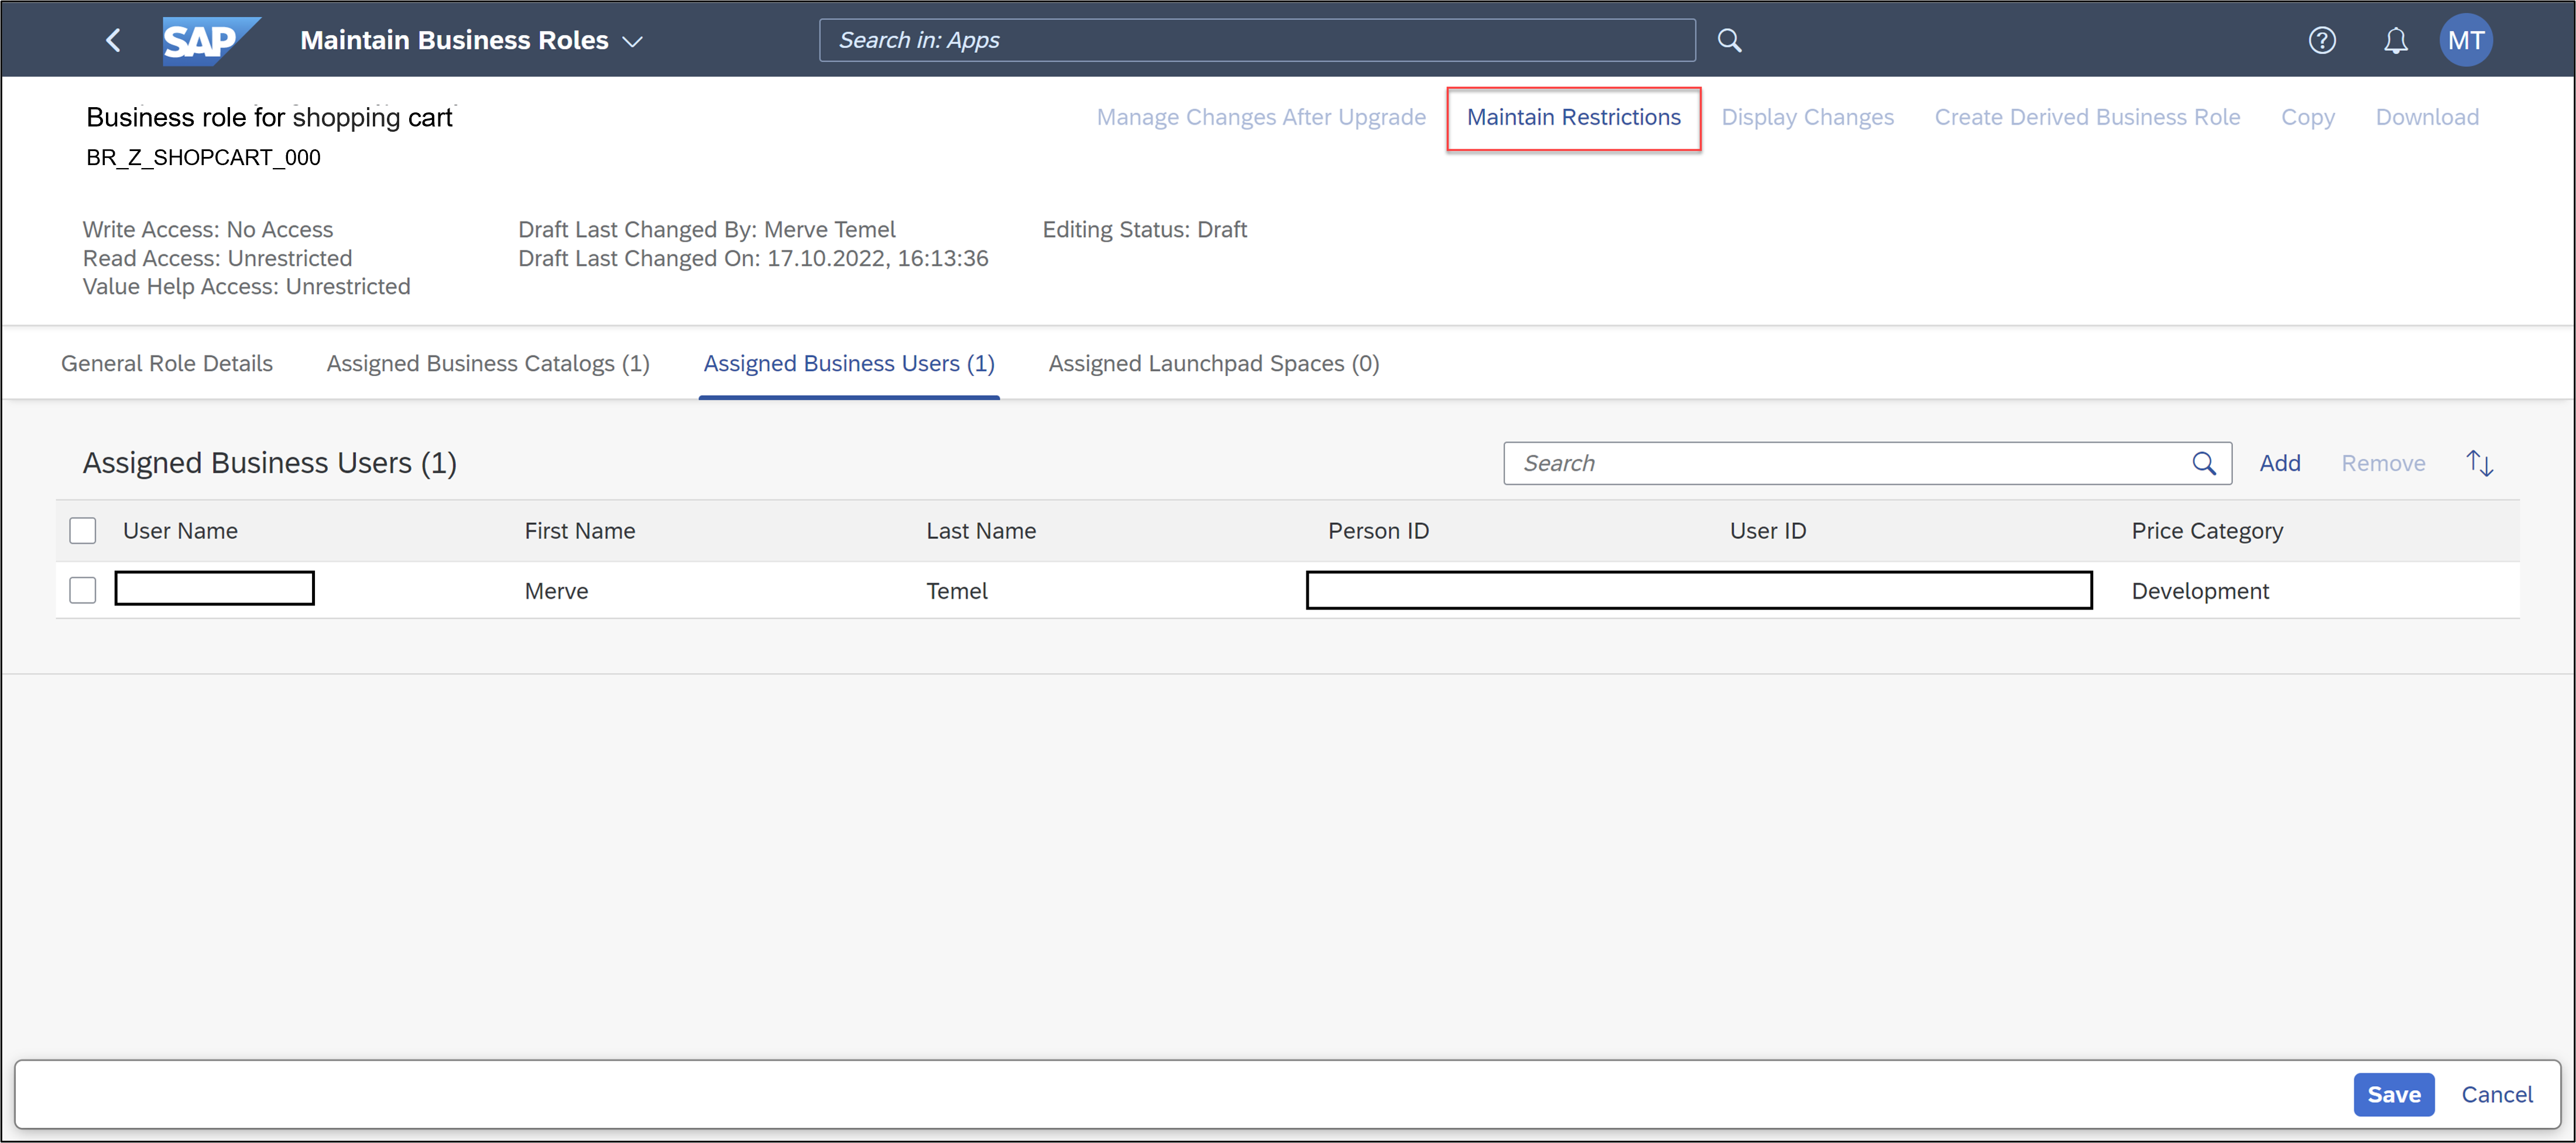 SAP Maintain Business Roles Search in: Apps ? MT
Business role for shopping cart
Manage Changes After Upgrade Maintain Restrictions Display Changes Create Derived Business Role Copy Download
BR_Z_SHOPCART_000
Write Access: No Access Draft Last Changed By: Merve Temel Editing Status: Draft
Read Access: Unrestricted Draft Last Changed On: 17.10.2022, 16:13:36
Value Help Access: Unrestricted
General Role Details Assigned Business Catalogs (1) Assigned Business Users (1) Assigned Launchpad Spaces (0)
Assigned Business Users (1) Search Add Remove
User Name First Name Last Name Person ID User ID Price Category
Merve Temel Development
Save Cancel